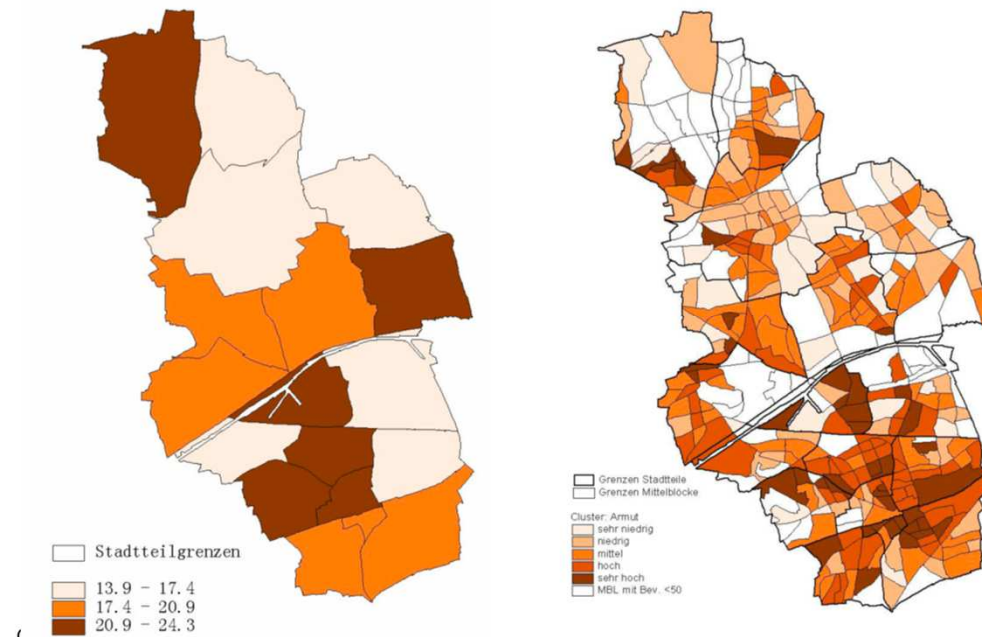 Stadtteilgrenzen
13.9 - 17.4
17.4 - 20.9
20.9 - 24.3
Grenzen Stadtteile
Grenzen Mittelblöcke
Cluster: Armut
sehr niedrig
niedrig
mittel
hoch
sehr hoch
MBL mit Bev. <50